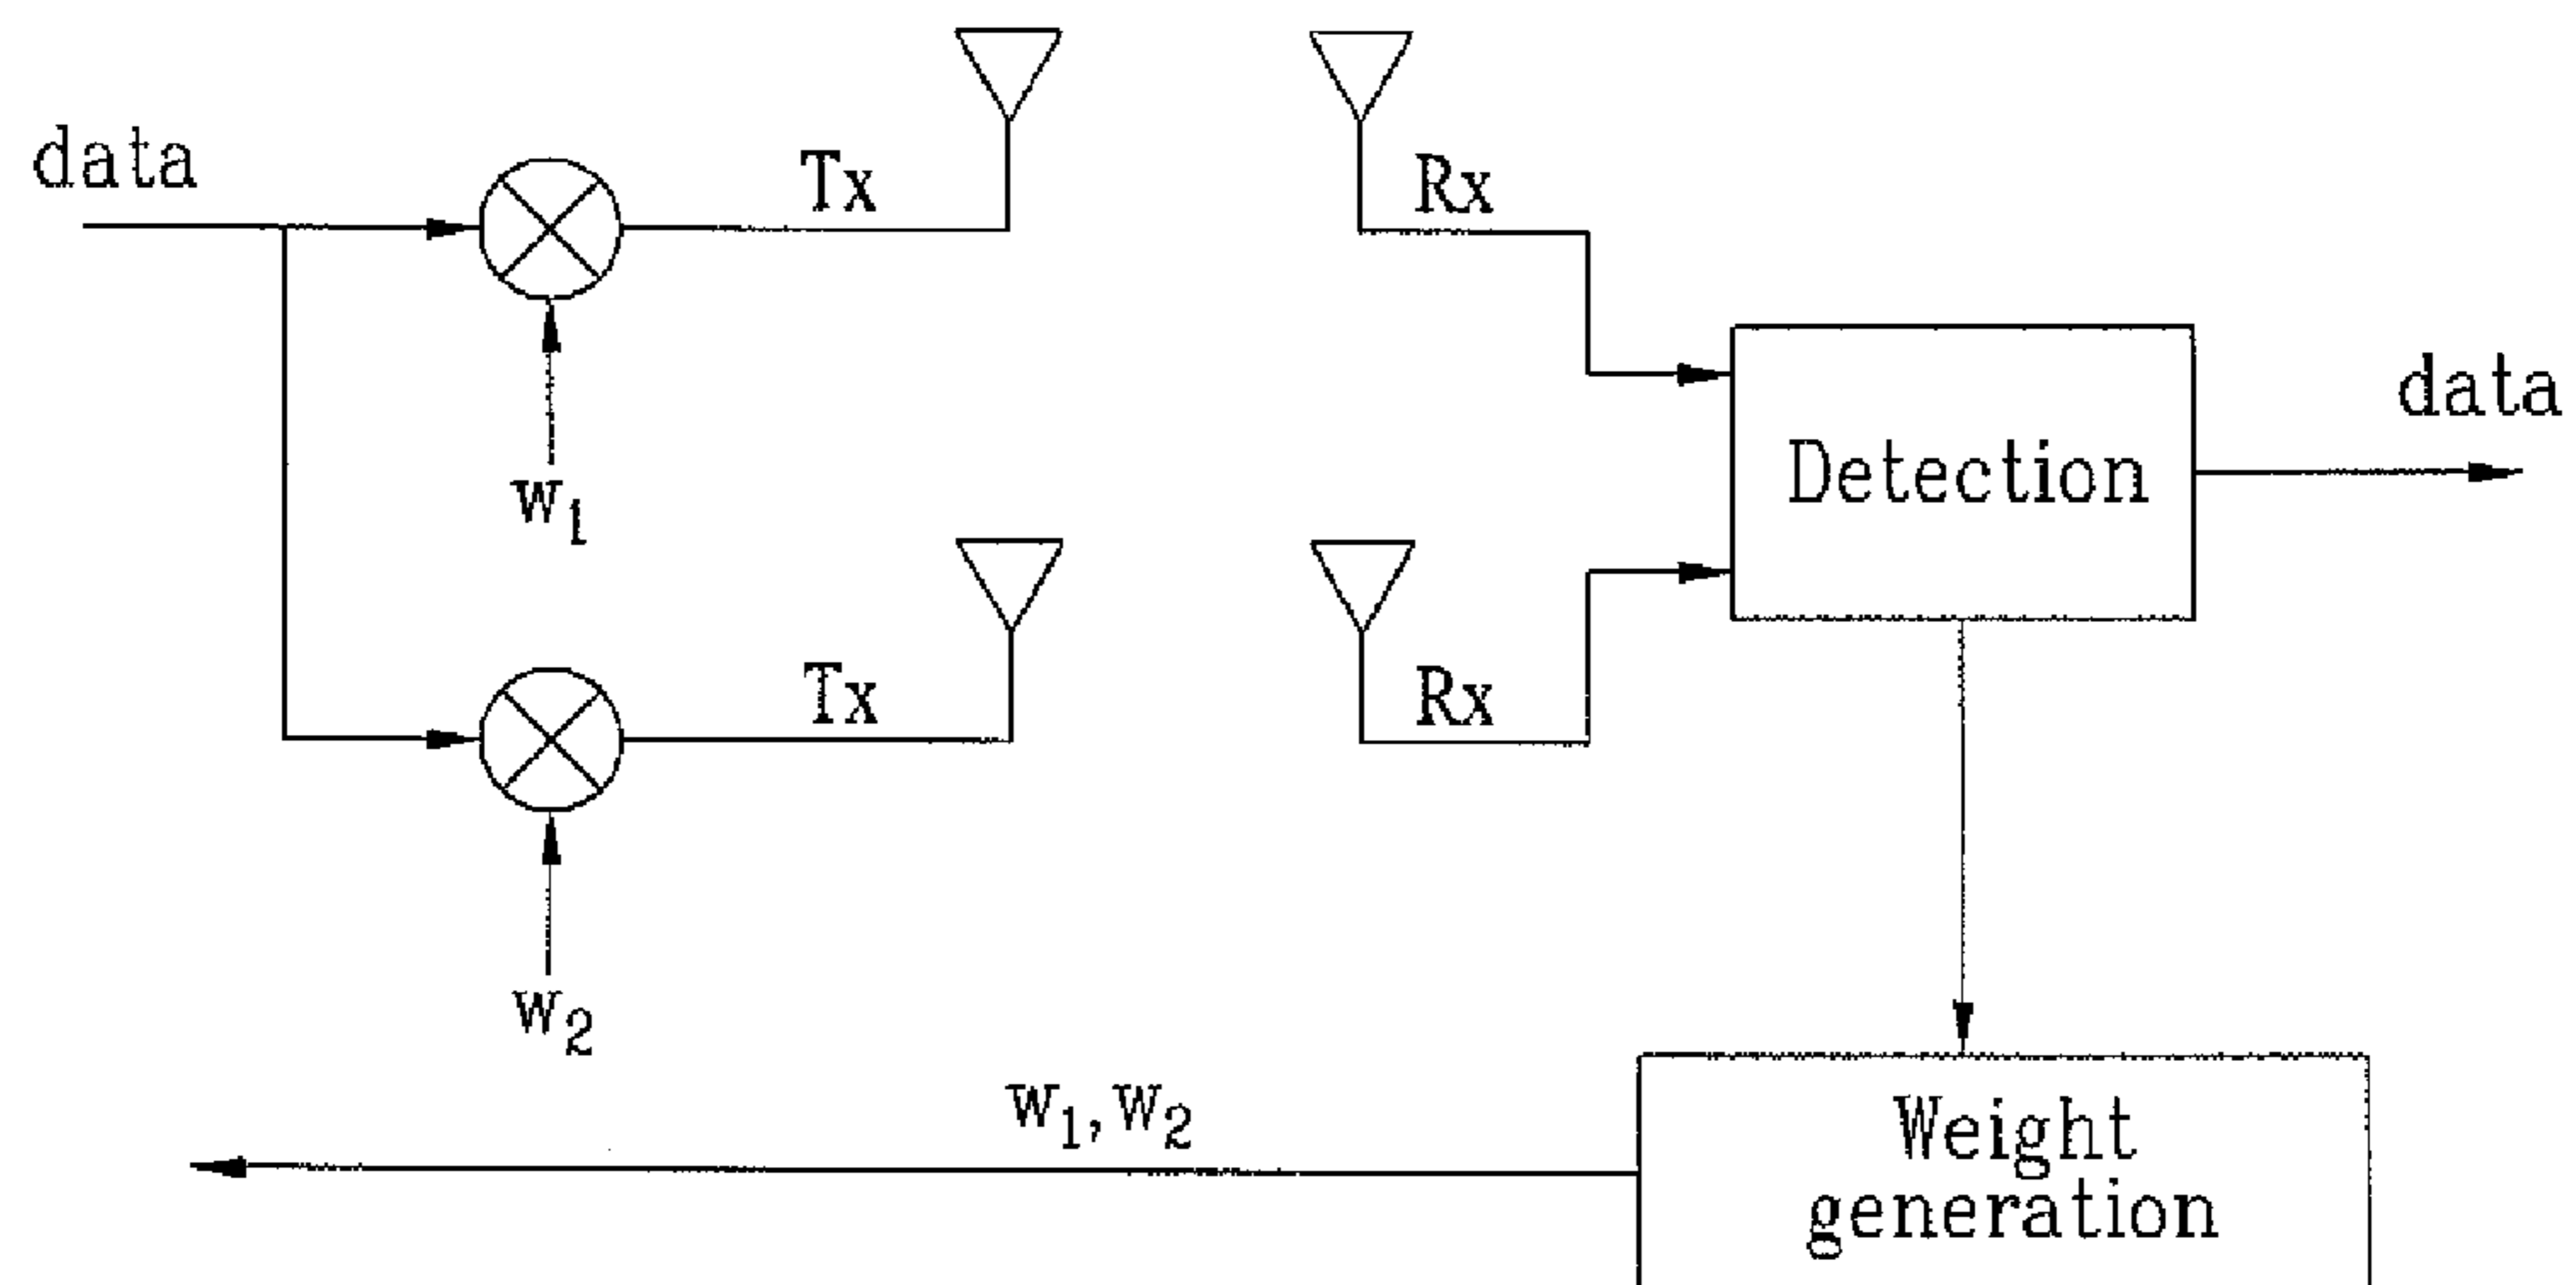 data
Tx
Rx
w1
Detection
data
Tx
Rx
w2
w1, w2
Weight
generation